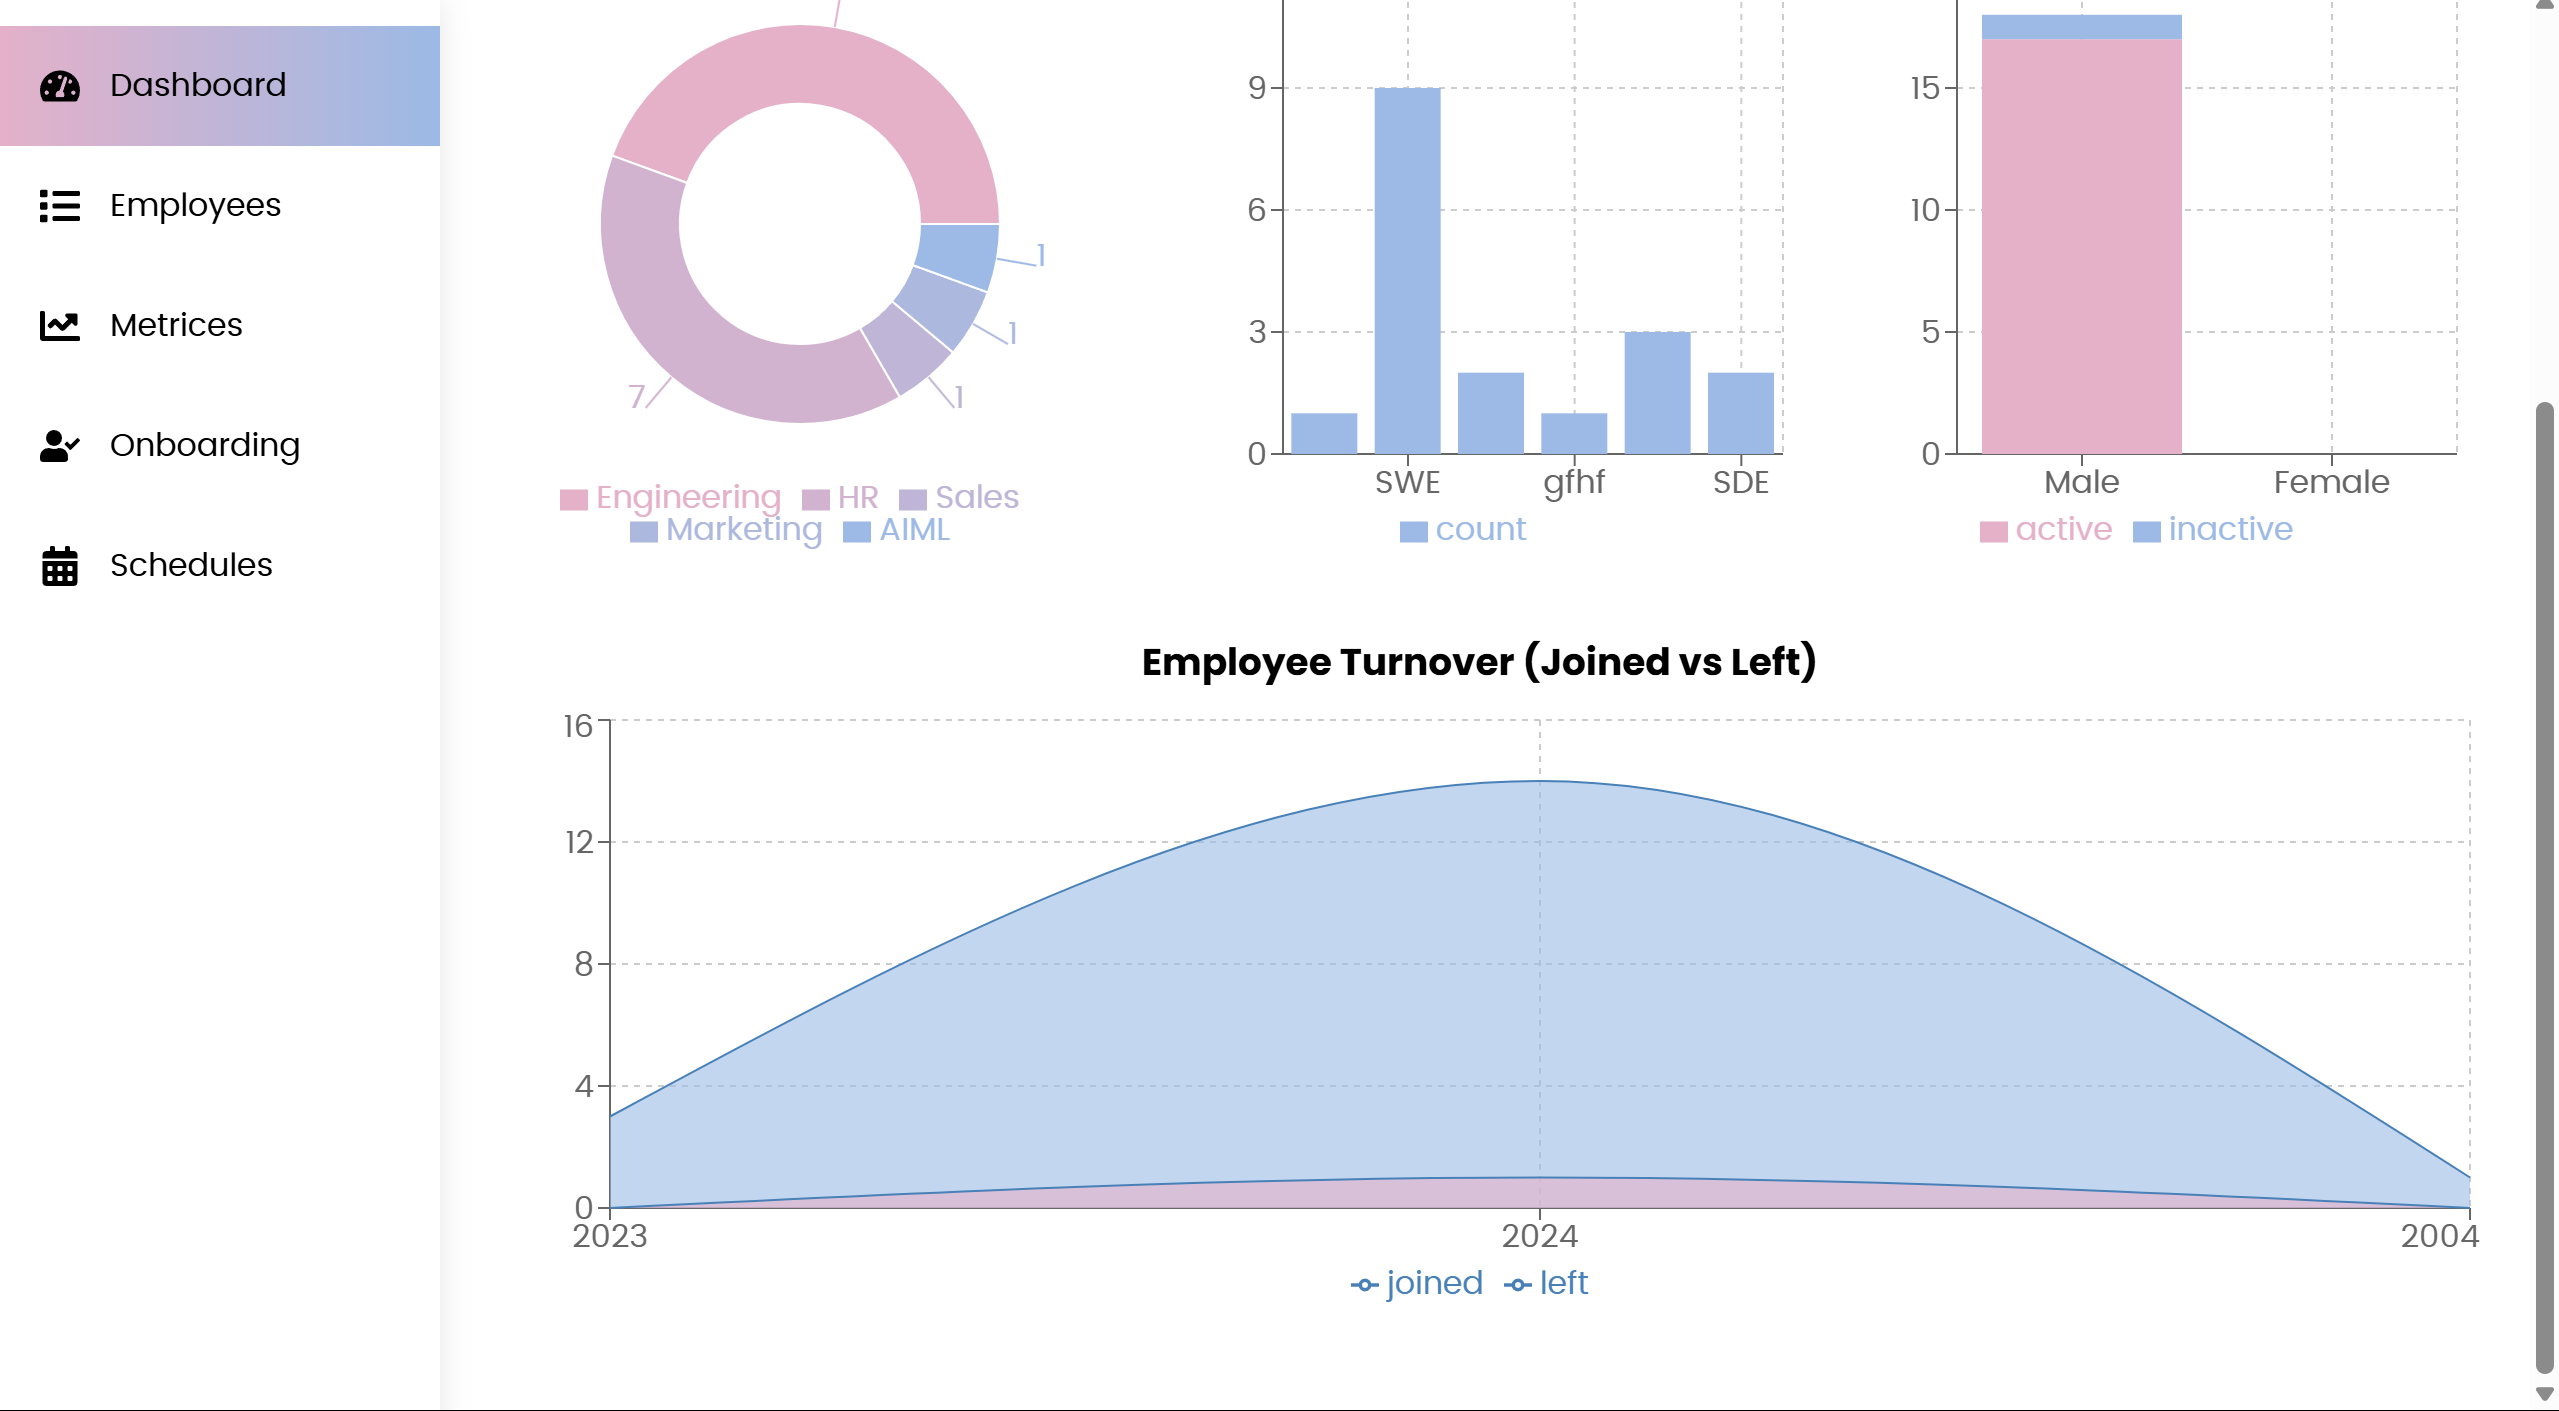 Dashboard
Employees
Metrices
Onboarding
Schedules
1
1
1
7
Engineering HR Sales
Marketing AIML
9
6
3
0
SWE gfhf SDE
count
15
10
5
0
Male Female
active inactive
Employee Turnover (Joined vs Left)
16
12
8
4
0
2023 2024 2004
joined left